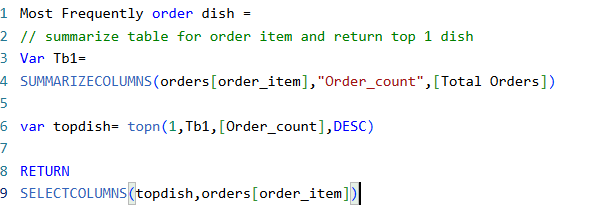 1 Most Frequently order dish =
2 // summarize table for order item and return top 1 dish
3 Var Tb1=
4 SUMMARIZECOLUMNS(orders[order_item],"Order_count",[Total Orders])
5
6 var topdish= topn(1,Tb1,[Order_count],DESC)
7
8 RETURN
9 SELECTCOLUMNS(topdish,orders[order_item])